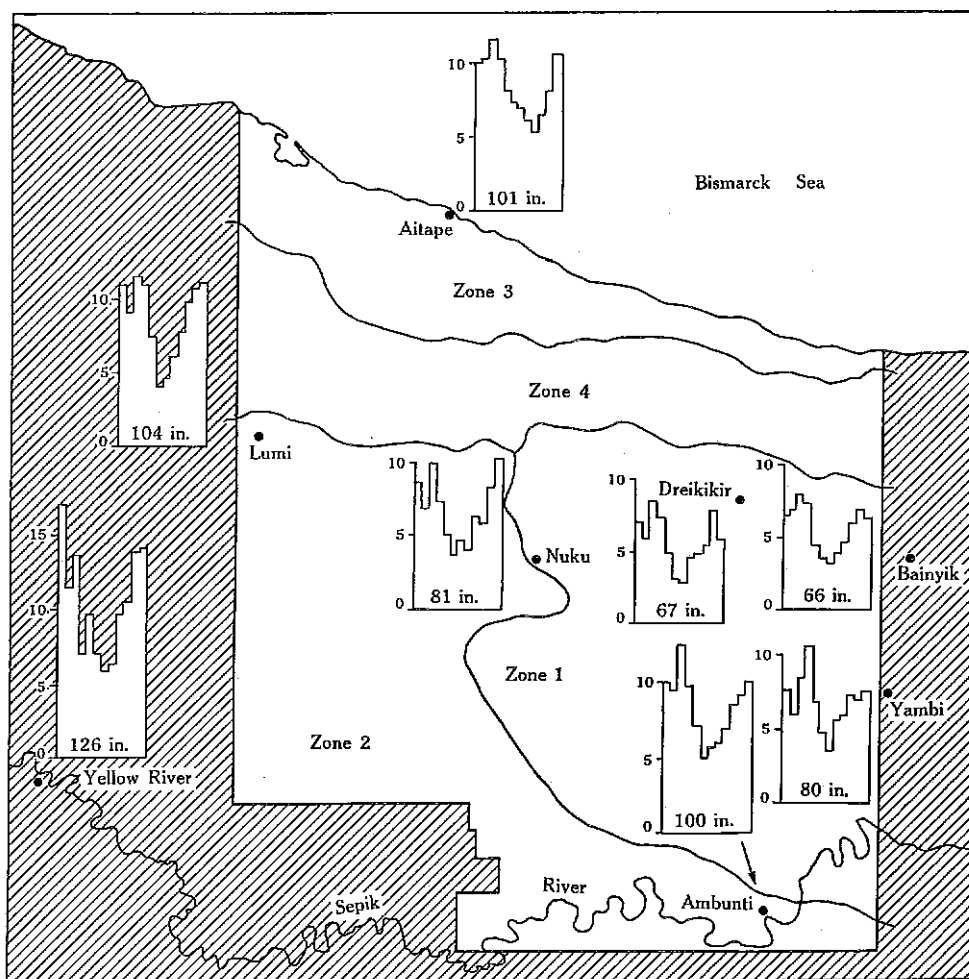 10
5
0
101 in.
Bismarck Sea
Aitape
Zone 3
10
5
0
104 in.
Zone 4
Lumi
10
5
0
81 in.
Dreikikir
10
5
0
67 in.
10
5
0
66 in.
Nuku
Bainyik
15
10
5
0
126 in.
Zone 1
10
5
0
100 in.
10
5
0
80 in.
Yambi
Zone 2
Yellow River
River
Ambunti
Sepik